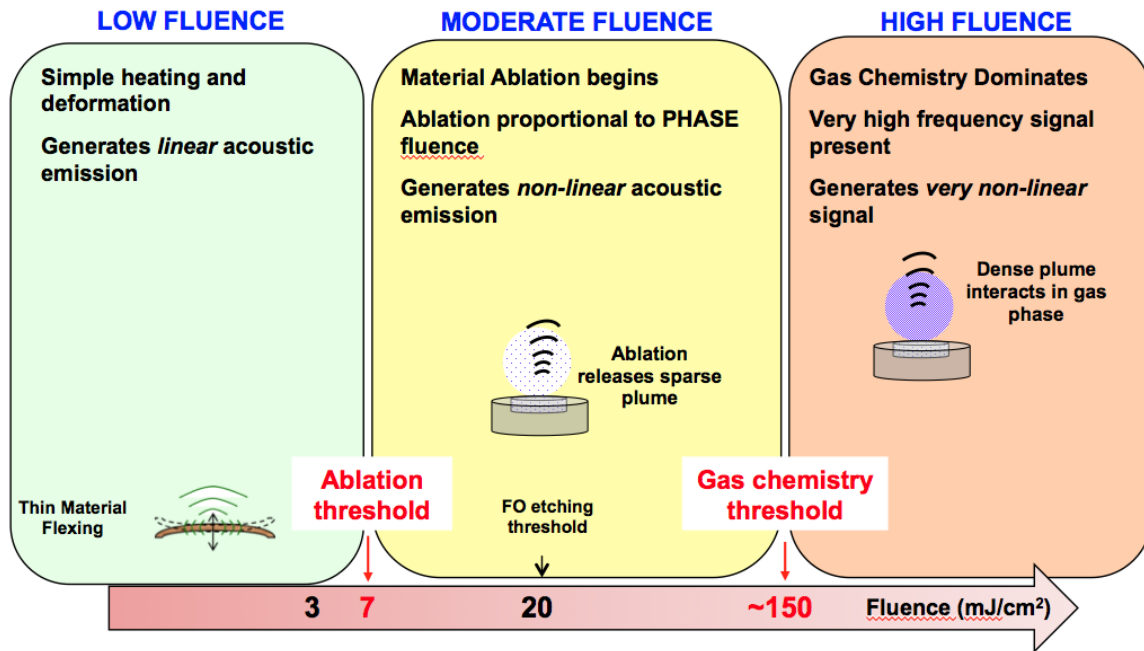 LOW FLUENCE
Simple heating and
deformation
Generates linear acoustic
emission
Thin Material
Flexing
MODERATE FLUENCE
Material Ablation begins
Ablation proportional to PHASE
fluence
Generates non-linear acoustic
emission
Ablation
releases sparse
plume
FO etching
threshold
HIGH FLUENCE
Gas Chemistry Dominates
Very high frequency signal
present
Generates very non-linear
signal
Dense plume
interacts in gas
phase
Ablation
threshold
Gas chemistry
threshold
3 7 20 ~150 Fluence (mJ/cm²)